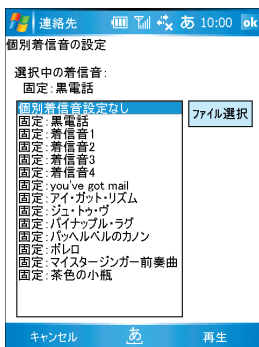 連絡先 あ 10:00 ok
個別着信音の設定
選択中の着信音:
固定:黒電話
個別着信音設定なし
ファイル選択
固定:黒電話
固定:着信音1
固定:着信音2
固定:着信音3
固定:着信音4
固定:you've got mail
固定:アイ・ガット・リズム
固定:ジュ・トゥ・ヴ
固定:パイナップル・ラグ
固定:パッヘルベルのカノン
固定:ボレロ
固定:マイスタージンガー前奏曲
固定:茶色の小瓶
キャンセル あ 再生